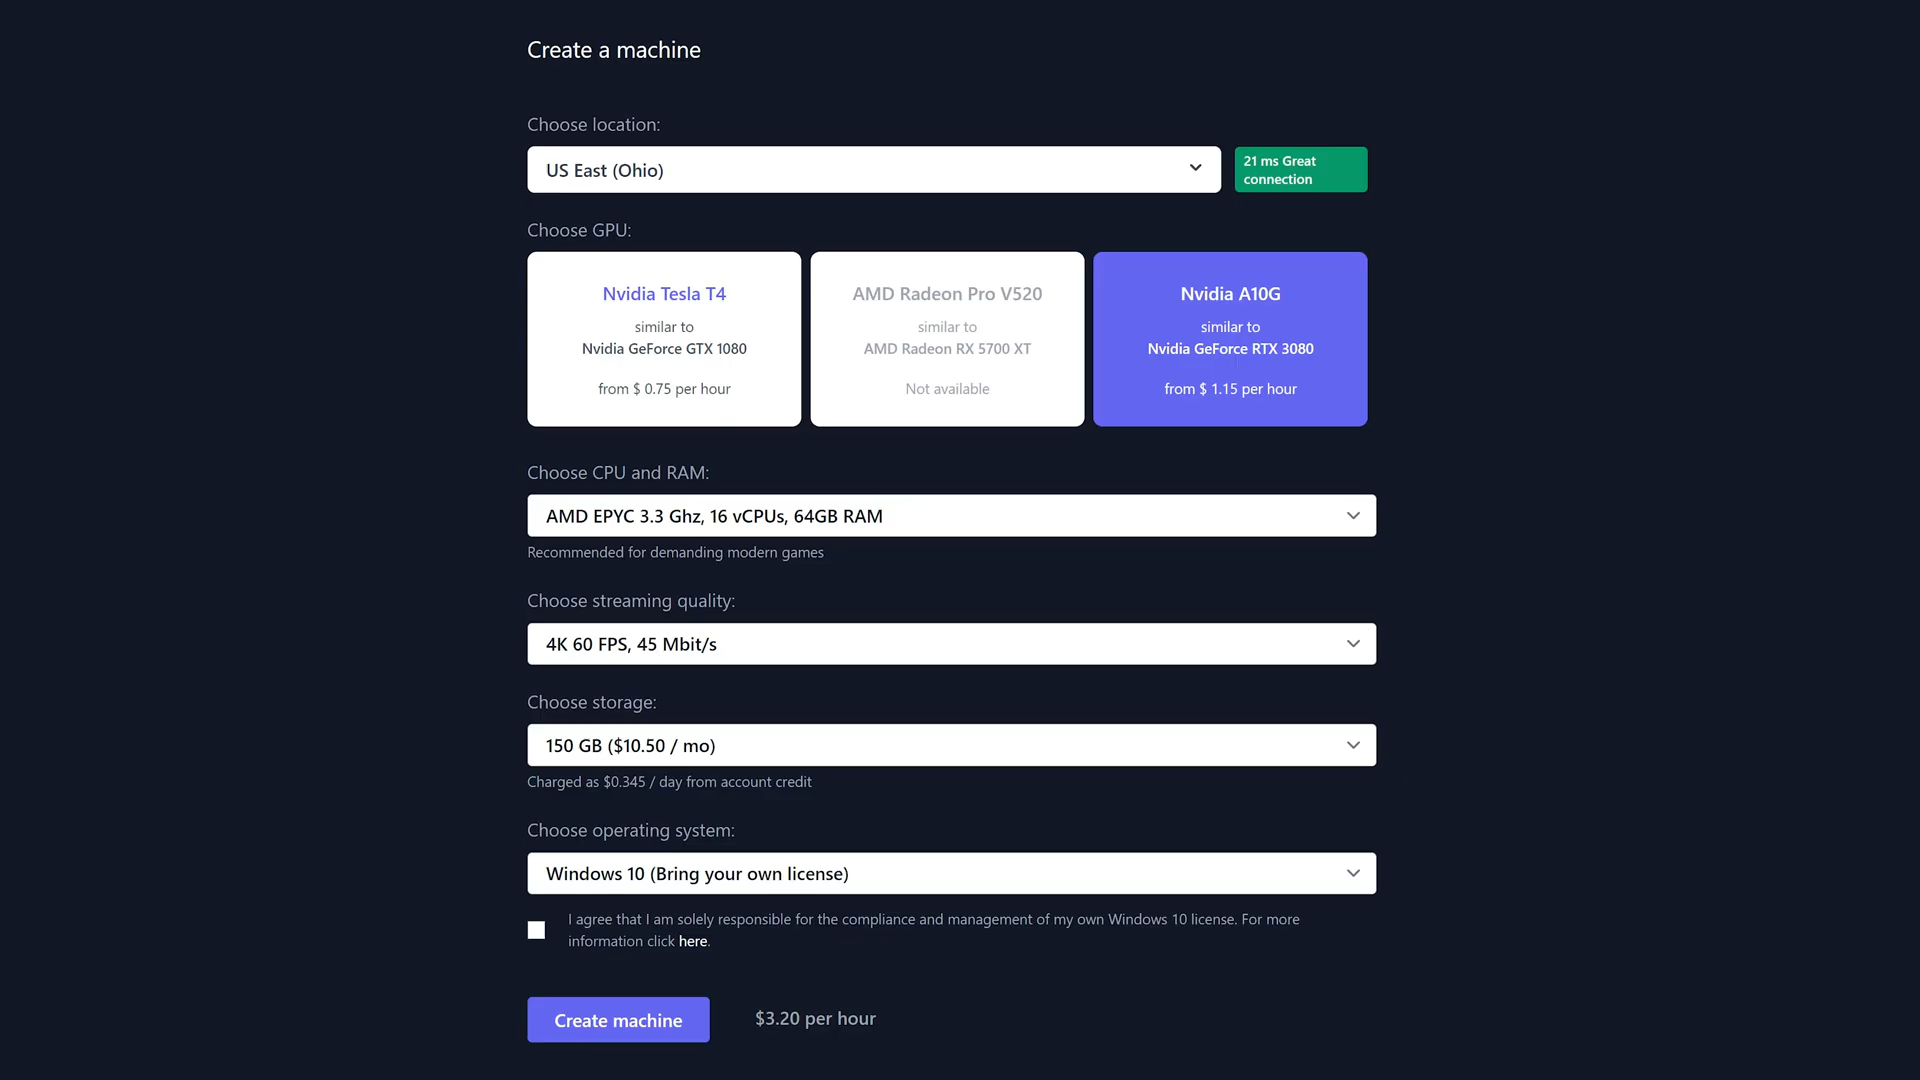 Create a machine
Choose location:
US East (Ohio)
21 ms Great
connection
Choose GPU:
Nvidia Tesla T4
similar to
Nvidia GeForce GTX 1080
from $ 0.75 per hour
AMD Radeon Pro V520
similar to
AMD Radeon RX 5700 XT
Not available
Nvidia A10G
similar to
Nvidia GeForce RTX 3080
from $ 1.15 per hour
Choose CPU and RAM:
AMD EPYC 3.3 Ghz, 16 vCPUs, 64GB RAM
Recommended for demanding modern games
Choose streaming quality:
4K 60 FPS, 45 Mbit/s
Choose storage:
150 GB ($10.50 / mo)
Charged as $0.345 / day from account credit
Choose operating system:
Windows 10 (Bring your own license)
I agree that I am solely responsible for the compliance and management of my own Windows 10 license. For more
information click here.
Create machine
$3.20 per hour